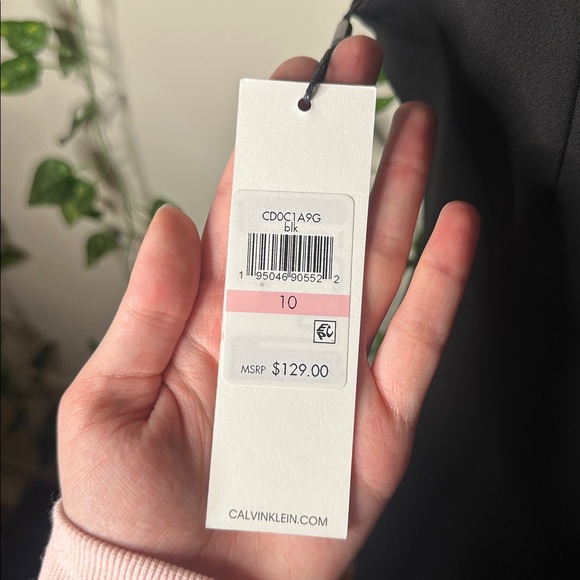 CD0C1A9G
blk
1 95046 90552 2
10
MSRP $129.00
CALVINKLEIN.COM